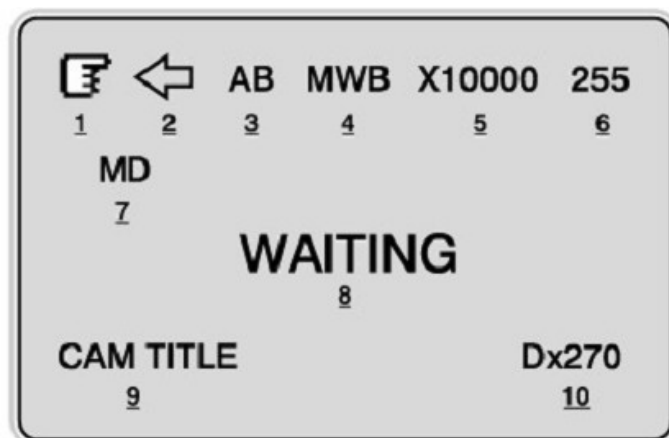 AB MWB X10000 255
1 2 3 4 5 6
MD
7
WAITING
8
CAM TITLE Dx270
9 10